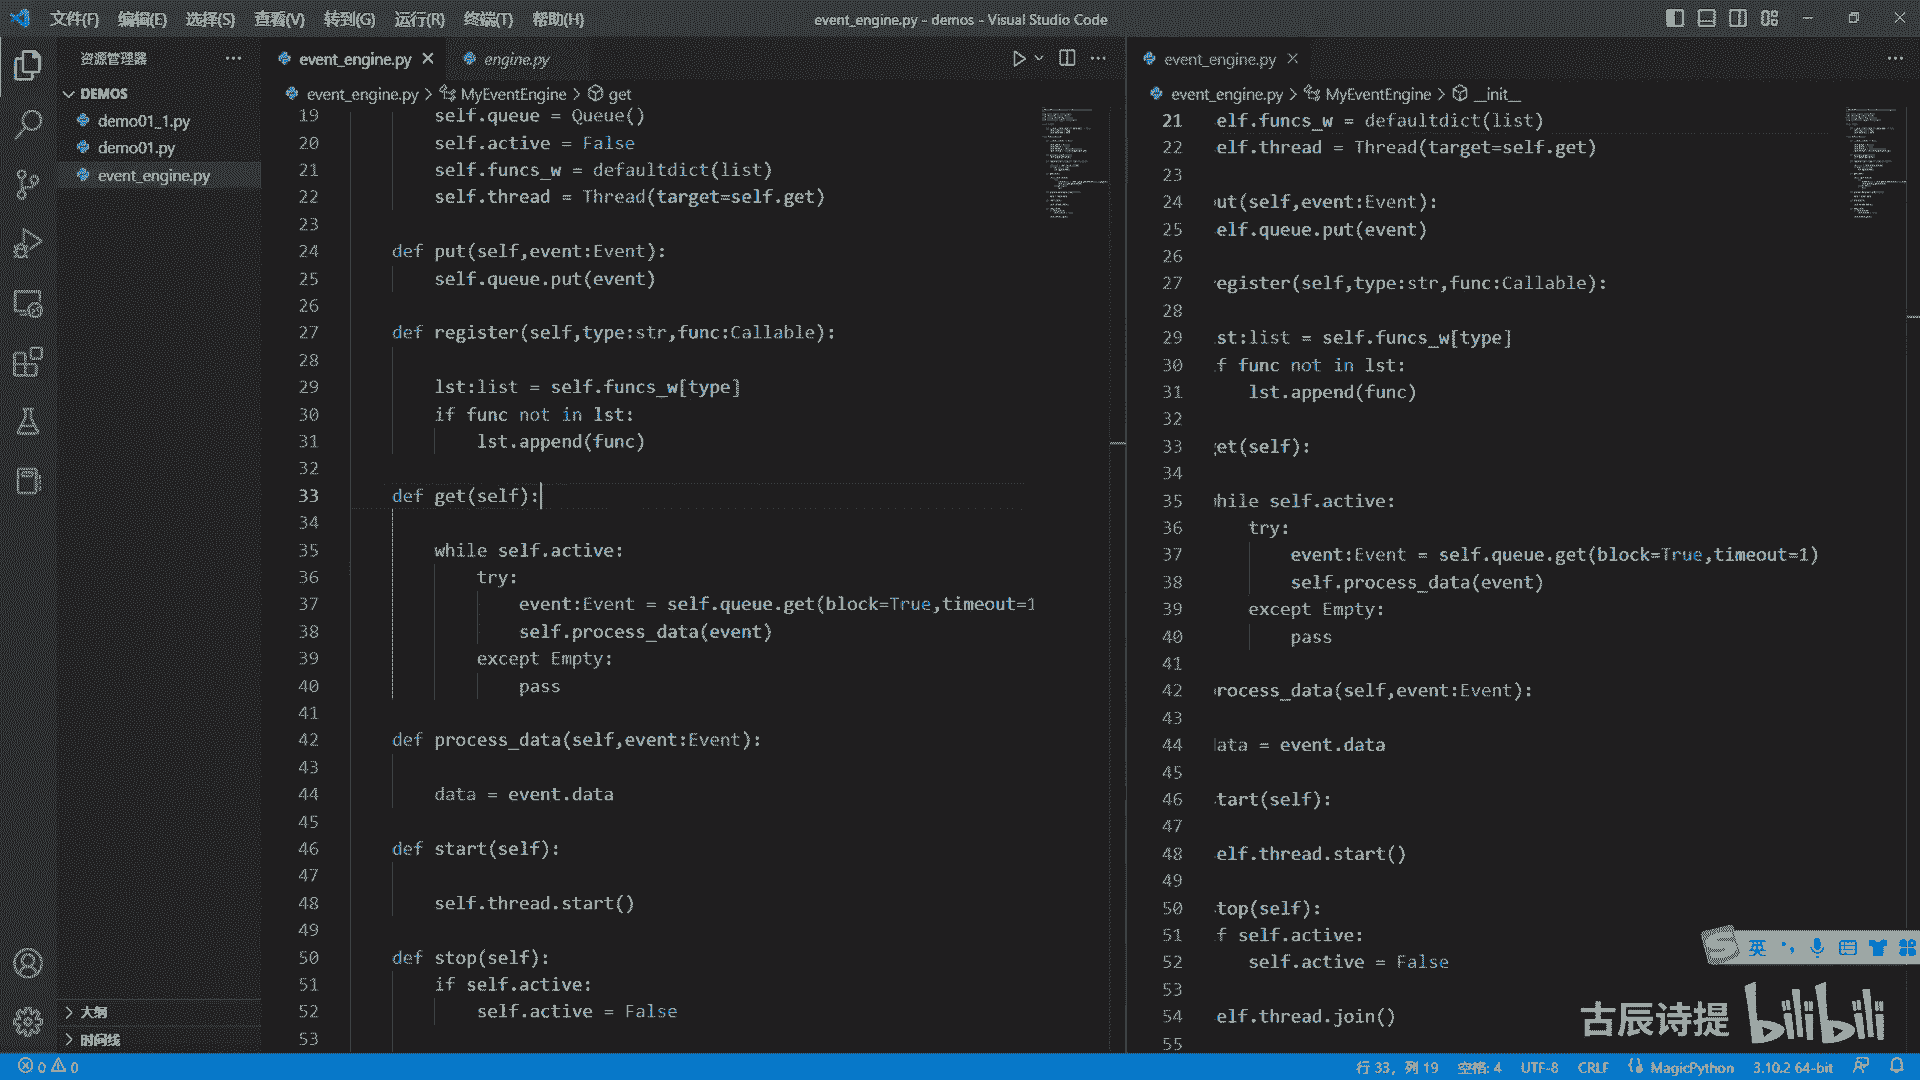 文件(F) 编辑(E) 选择(S) 查看(V) 转到(G) 运行(R) 终端(T) 帮助(H)
event_engine.py - demos - Visual Studio Code
资源管理器
DEMOS
demo01_1.py
demo01.py
event_engine.py
大纲
时间线
event_engine.py engine.py
event_engine.py > MyEventEngine > get
19 self.queue = Queue()
20 self.active = False
21 self.funcs_w = defaultdict(list)
22 self.thread = Thread(target=self.get)
23
24 def put(self,event:Event):
25 self.queue.put(event)
26
27 def register(self,type:str,func:Callable):
28
29 lst:list = self.funcs_w[type]
30 if func not in lst:
31 lst.append(func)
32
33 def get(self):
34
35 while self.active:
36 try:
37 event:Event = self.queue.get(block=True,timeout=1
38 self.process_data(event)
39 except Empty:
40 pass
41
42 def process_data(self,event:Event):
43
44 data = event.data
45
46 def start(self):
47
48 self.thread.start()
49
50 def stop(self):
51 if self.active:
52 self.active = False
53
event_engine.py
event_engine.py > MyEventEngine > __init__
21 elf.funcs_w = defaultdict(list)
22 elf.thread = Thread(target=self.get)
23
24 ut(self,event:Event):
25 elf.queue.put(event)
26
27 egister(self,type:str,func:Callable):
28
29 st:list = self.funcs_w[type]
30 f func not in lst:
31 lst.append(func)
32
33 et(self):
34
35 hile self.active:
36 try:
37 event:Event = self.queue.get(block=True,timeout=1)
38 self.process_data(event)
39 except Empty:
40 pass
41
42 rocess_data(self,event:Event):
43
44 ata = event.data
45
46 tart(self):
47
48 elf.thread.start()
49
50 top(self):
51 f self.active:
52 self.active = False
53
54 elf.thread.join()
55
英
古辰诗提 bilibili
0 0
行 33，列 19 空格: 4 UTF-8 CRLF MagicPython 3.10.2 64-bit